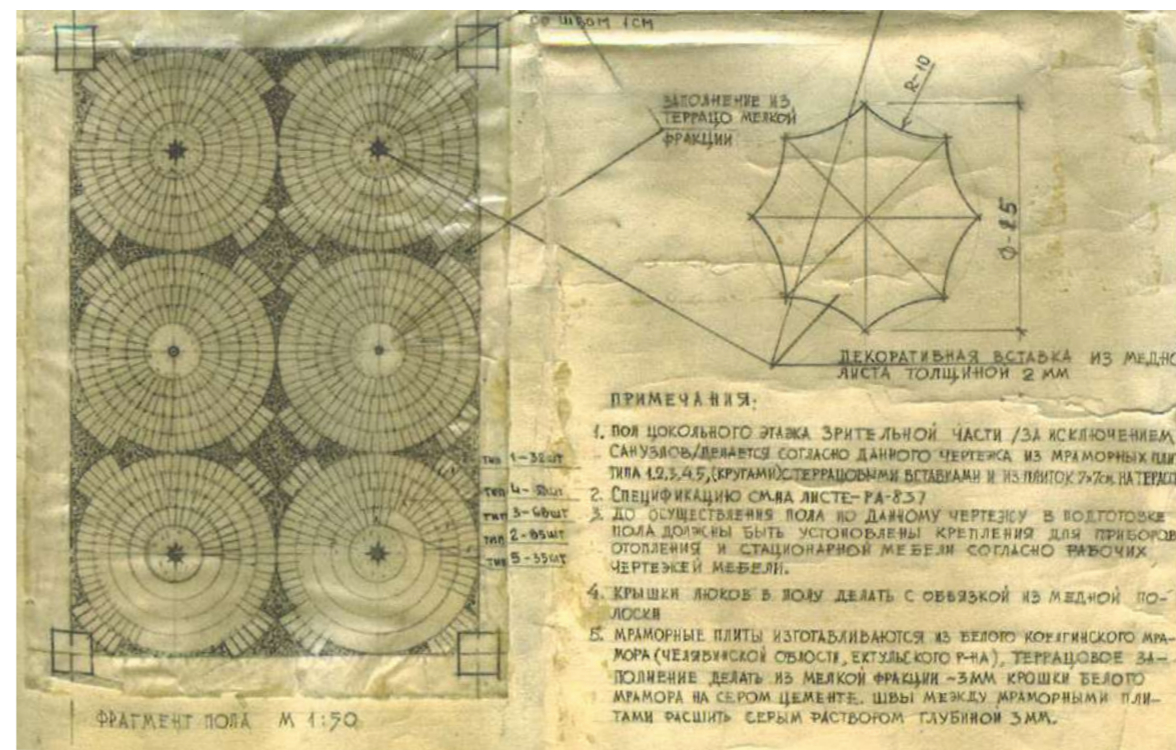 СО ШВОМ 1СМ
ЗАПОЛНЕНИЕ ИЗ
ТЕРРАЦО МЕЛКОЙ
ФРАКЦИИ
R-10
Ф-25
ДЕКОРАТИВНАЯ ВСТАВКА ИЗ МЕДНО
ЛИСТА ТОЛЩИНОЙ 2 ММ
ПРИМЕЧАНИЯ:
1. ПОЛ ЦОКОЛЬНОГО ЭТАЖА ЗРИТЕЛЬНОЙ ЧАСТИ /ЗА ИСКЛЮЧЕНИЕМ
САНУЗЛОВ/ДЕЛАЕТСЯ СОГЛАСНО ДАННОГО ЧЕРТЕЖА ИЗ МРАМОРНЫХ ПЛИ
ТИПА 1.2.3.4.5,(КРУГАМИ)С ТЕРРАЦОВЫМИ ВСТАВКАМИ И ИЗ ПЛИТОК 7×7см. НА
2. СПЕЦИФИКАЦИЮ СМ.НА ЛИСТЕ-РА-837
3. ДО ОСУЩЕСТВЛЕНИЯ ПОЛА ПО ДАННОМУ ЧЕРТЕЖУ В ПОДГОТОВКЕ
ПОЛА ДОЛЖНЫ БЫТЬ УСТОНОВЛЕНЫ КРЕПЛЕНИЯ ДЛЯ ПРИБОРОВ
ОТОПЛЕНИЯ И СТАЦИОНАРНОЙ МЕБЕЛИ СОГЛАСНО РАБОЧИХ
ЧЕРТЕЖЕЙ МЕБЕЛИ.
4. КРЫШКИ ЛЮКОВ В ПОЛУ ДЕЛАТЬ С ОБВЯЗКОЙ ИЗ МЕДНОЙ ПО-
ЛОСКИ
5. МРАМОРНЫЕ ПЛИТЫ ИЗГОТАВЛИВАЮТСЯ ИЗ БЕЛОГО КОЕЛГИНСКОГО МРА-
МОРА (ЧЕЛЯБИНСКОЙ ОБЛОСТИ, ЕКТУЛЬСКОГО Р-НА), ТЕРРАЦОВОЕ ЗА-
ПОЛНЕНИЕ ДЕЛАТЬ ИЗ МЕЛКОЙ ФРАКЦИИ ~3ММ КРОШКИ БЕЛОГО
МРАМОРА НА СЕРОМ ЦЕМЕНТЕ. ШВЫ МЕЖДУ МРАМОРНЫМИ ПЛИ-
ТАМИ РАСШИТЬ СЕРЫМ РАСТВОРОМ ГЛУБИНОЙ 3ММ.
ТИП 1-32ШТ
ТИП 4-
ТИП 3-68ШТ
ТИП 2-85ШТ
ТИП 5-35ШТ
ФРАГМЕНТ ПОЛА М 1:50